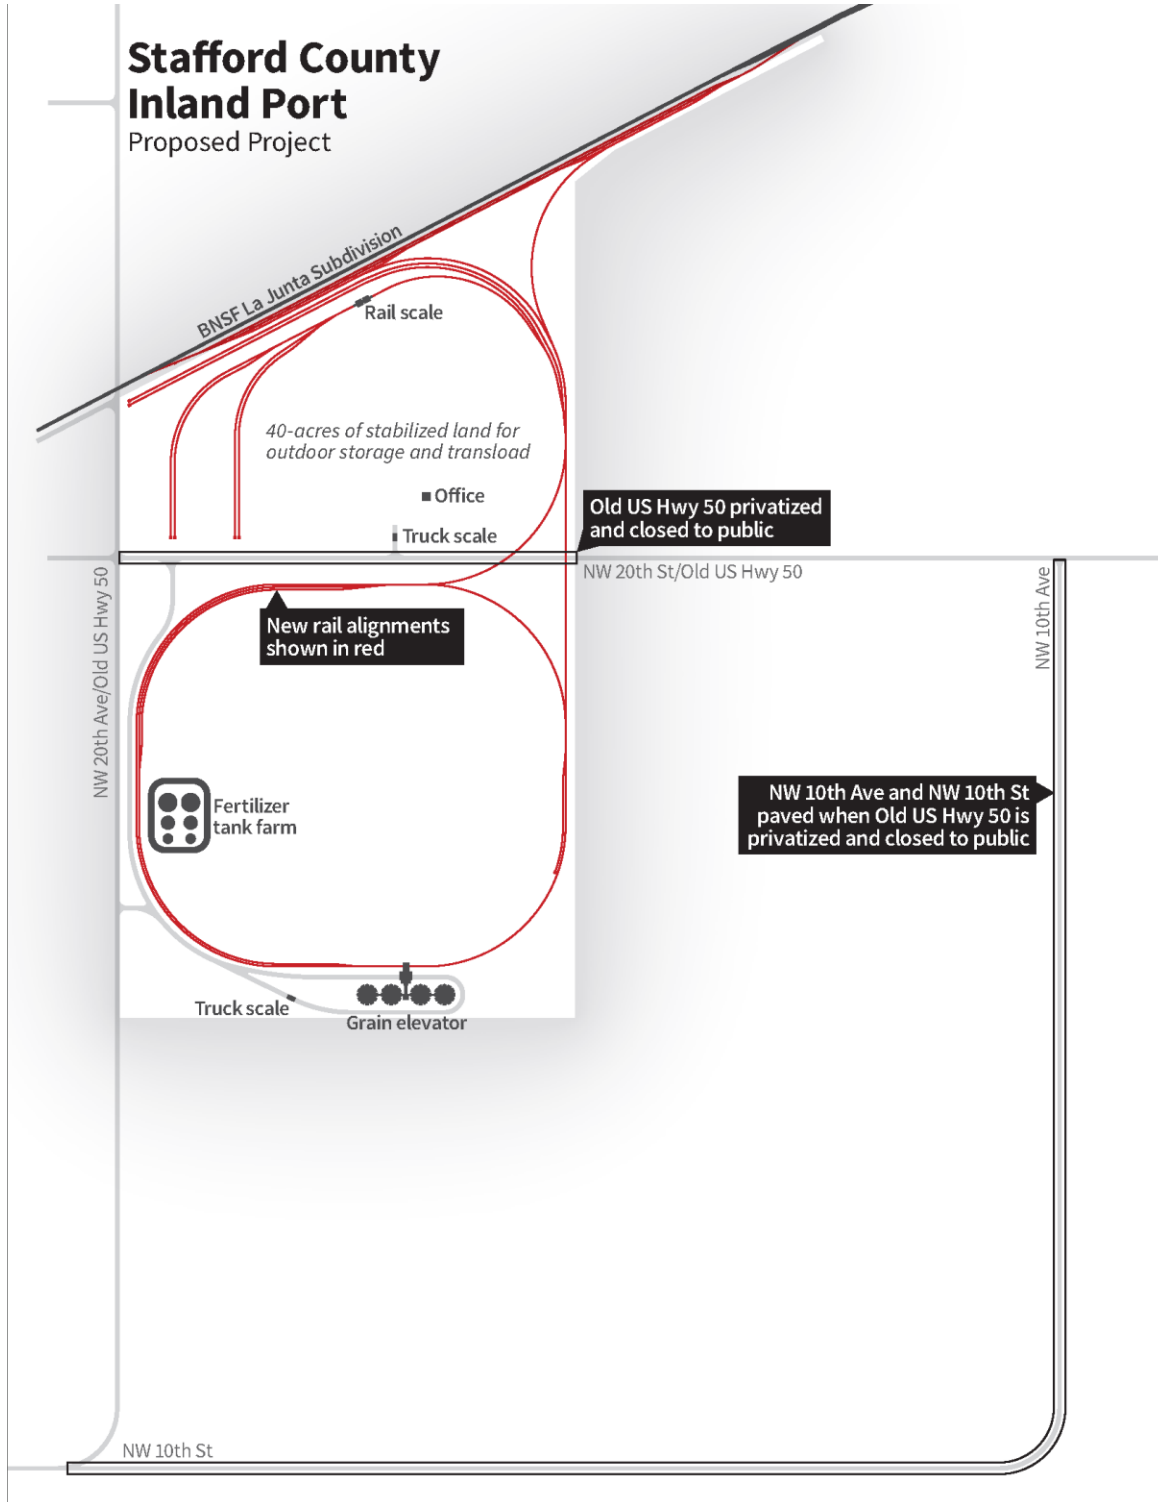 Stafford County
Inland Port
Proposed Project
BNSF La Junta Subdivision
Rail scale
40-acres of stabilized land for
outdoor storage and transload
Office
Truck scale
Old US Hwy 50 privatized
and closed to public
NW 20th St/Old US Hwy 50
NW 20th Ave/Old US Hwy 50
NW 10th Ave
New rail alignments
shown in red
Fertilizer
tank farm
NW 10th Ave and NW 10th St
paved when Old US Hwy 50 is
privatized and closed to public
Truck scale
Grain elevator
NW 10th St